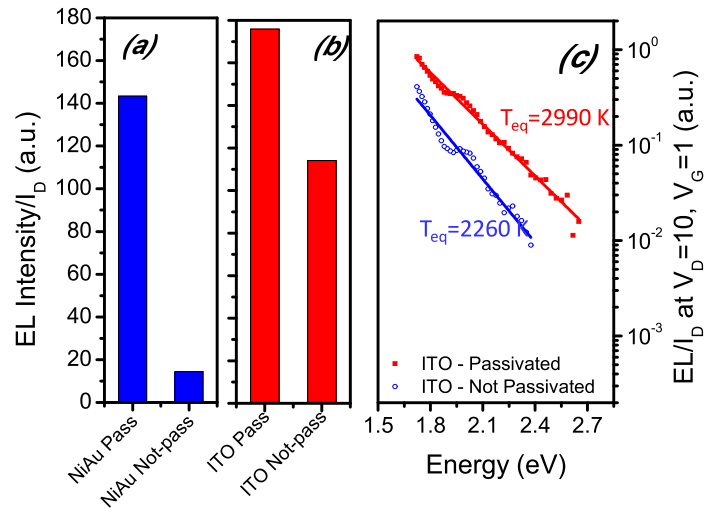 (a)
(b)
(c)
180
160
140
120
100
80
60
40
20
0
EL Intensity/I_D (a.u.)
NiAu Pass
NiAu Not-pass
ITO Pass
ITO Not-pass
T_eq=2990 K
T_eq=2260 K
ITO - Passivated
ITO - Not Passivated
1.5 1.8 2.1 2.4 2.7
Energy (eV)
10^0
10^-1
10^-2
10^-3
EL/I_D at V_D=10, V_G=1 (a.u.)